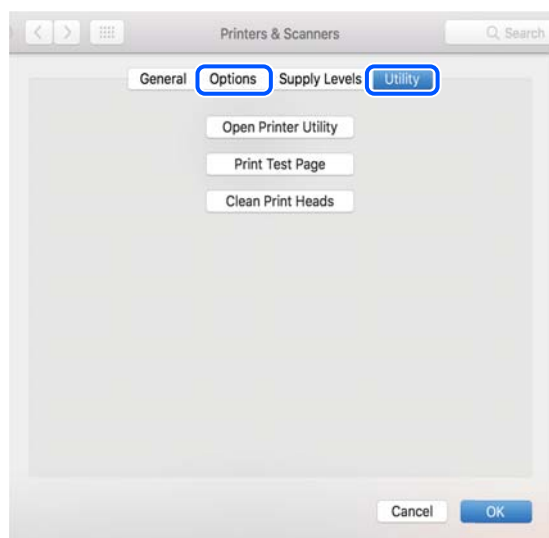 Printers & Scanners Search
General Options Supply Levels Utility
Open Printer Utility
Print Test Page
Clean Print Heads
Cancel OK